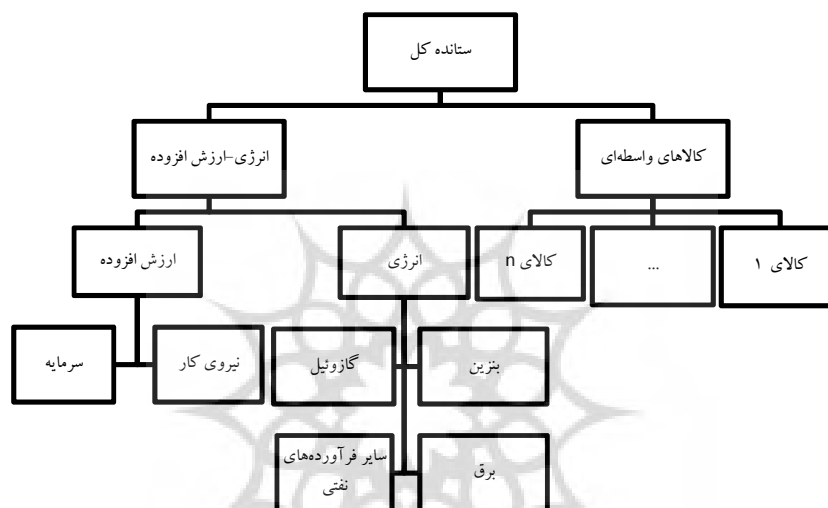 ستانده کل
کالاهای واسطه‌ای
انرژی-ارزش افزوده
کالای ۱
...
کالای n
انرژی
ارزش افزوده
بنزین
گازوئیل
نیروی کار
سرمایه
برق
سایر فرآورده‌های
نفتی